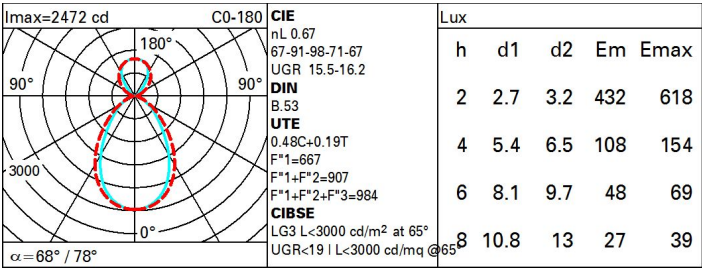 Imax=2472 cd C0-180
180°
90° 90°
3000
0°
α=68° / 78°
CIE
nL 0.67
67-91-98-71-67
UGR 15.5-16.2
DIN
B.53
UTE
0.48C+0.19T
F"1=667
F"1+F"2=907
F"1+F"2+F"3=984
CIBSE
LG3 L<3000 cd/m² at 65°
UGR<19 | L<3000 cd/mq @65°
Lux
h d1 d2 Em Emax
2 2.7 3.2 432 618
4 5.4 6.5 108 154
6 8.1 9.7 48 69
8 10.8 13 27 39